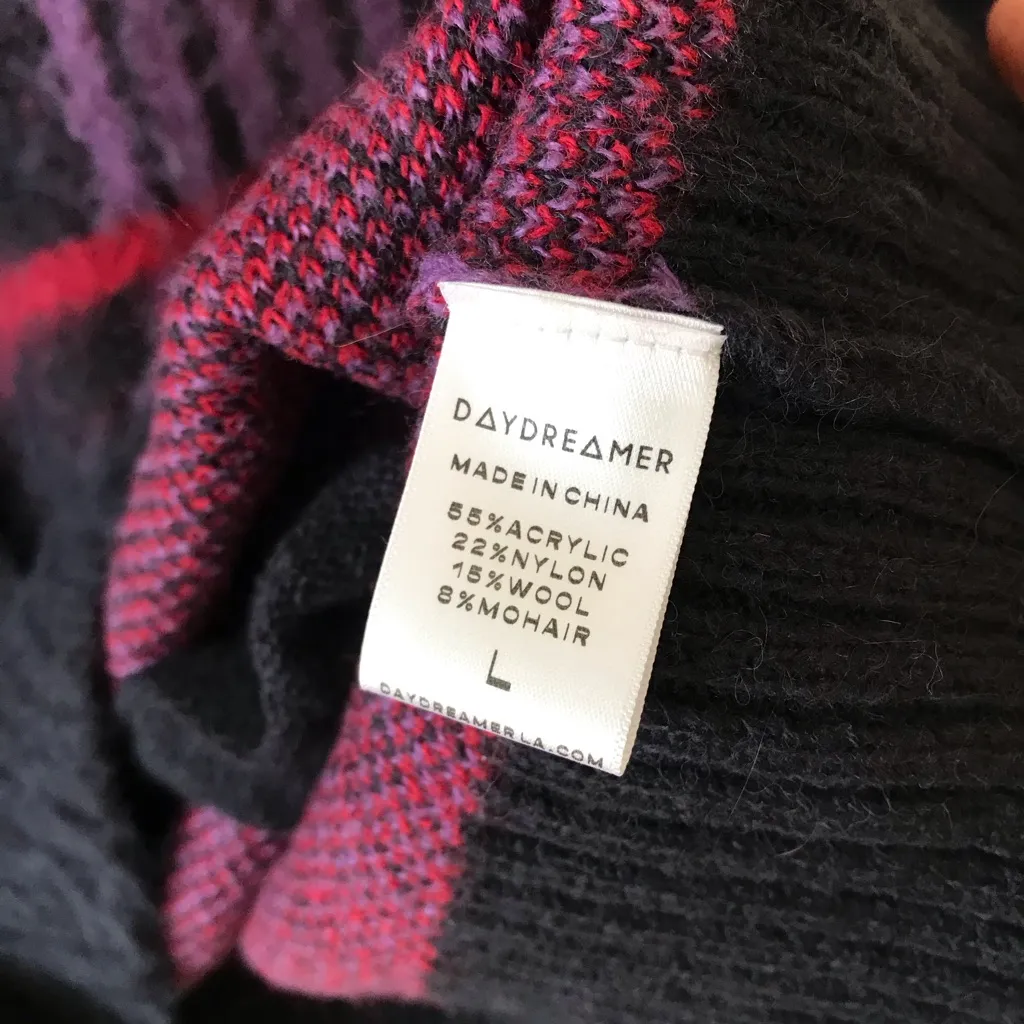 DAYDREAMER
MADE IN CHINA
55%ACRYLIC
22%NYLON
15%WOOL
8%MOHAIR
L
DAYDREAMERLA.COM